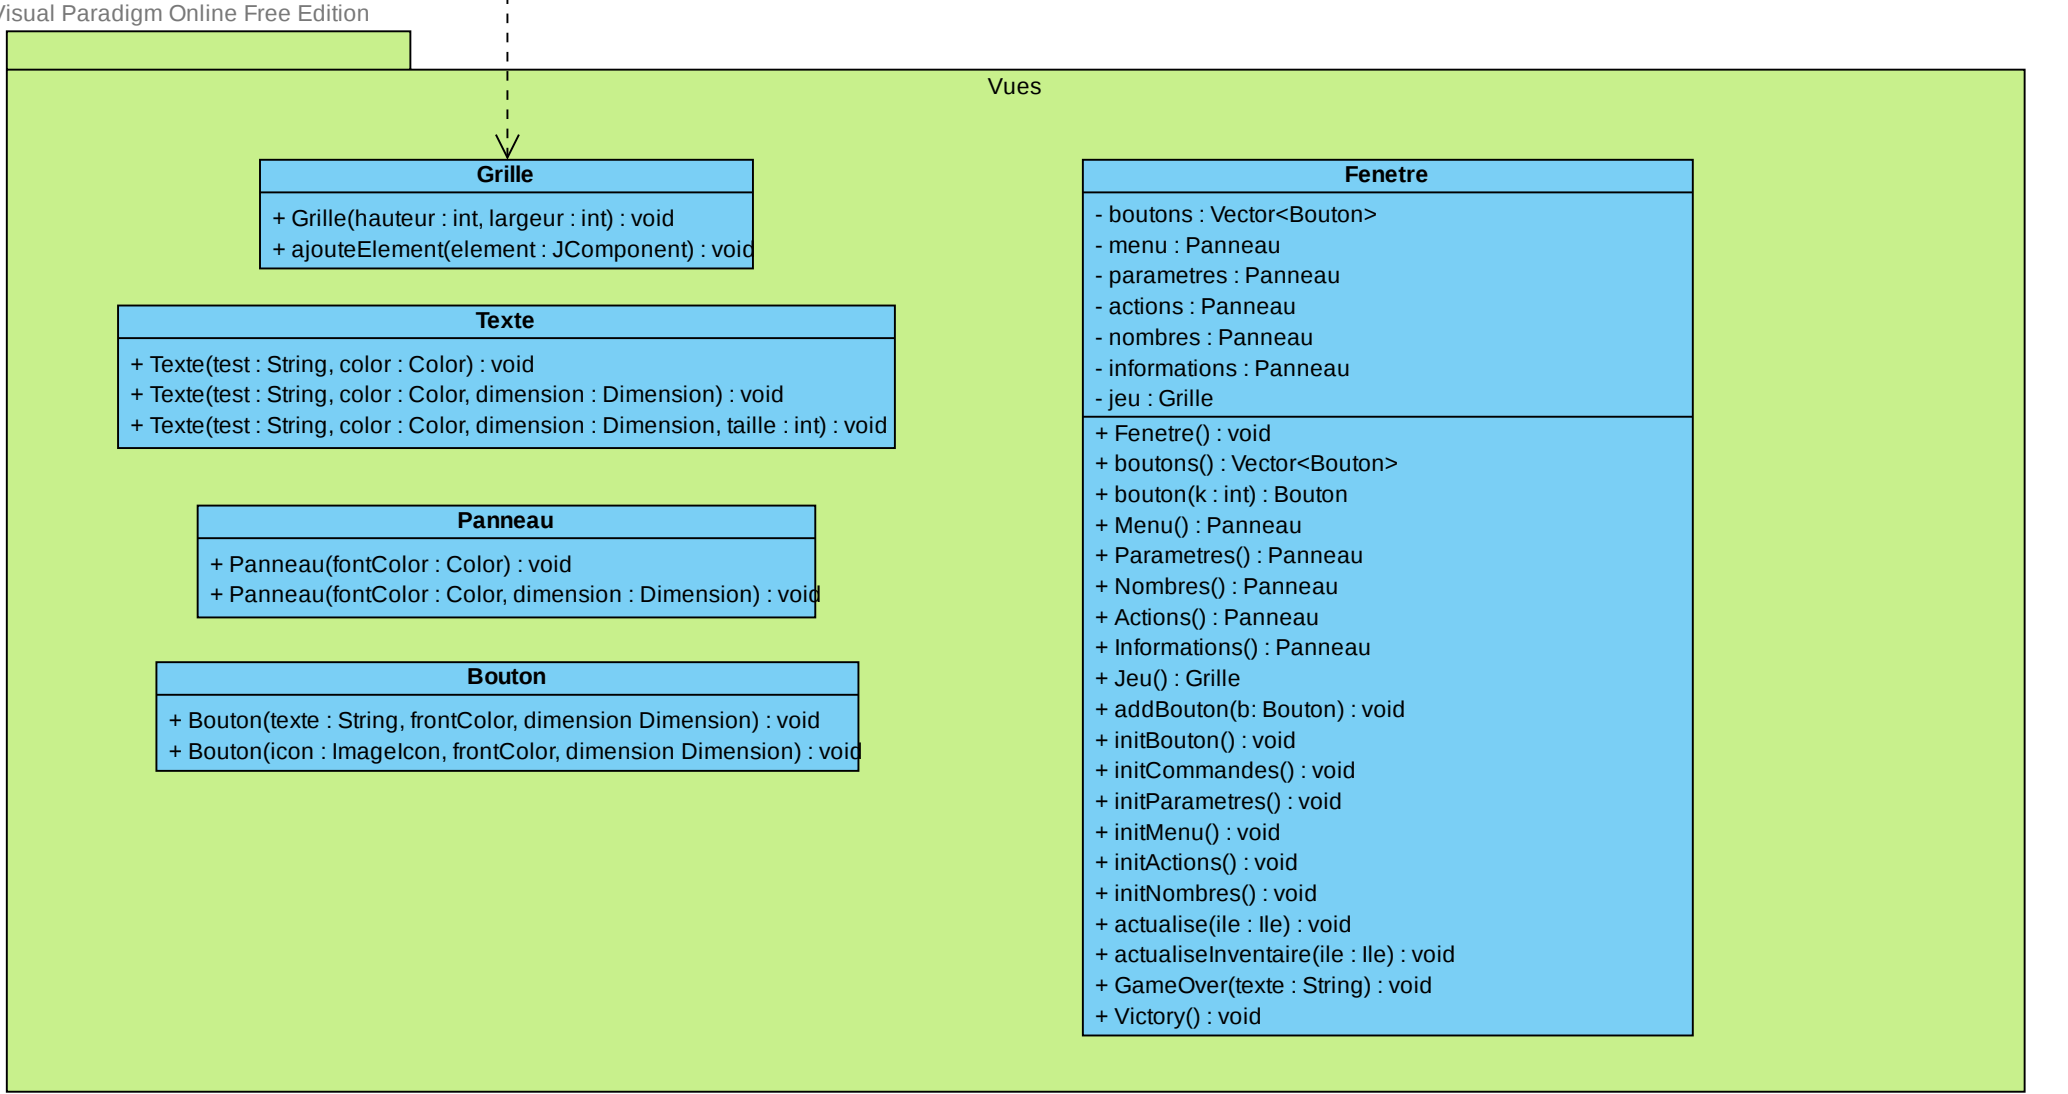 Visual Paradigm Online Free Edition
Vues
Grille
+ Grille(hauteur : int, largeur : int) : void
+ ajouteElement(element : JComponent) : void
Texte
+ Texte(test : String, color : Color) : void
+ Texte(test : String, color : Color, dimension : Dimension) : void
+ Texte(test : String, color : Color, dimension : Dimension, taille : int) : void
Panneau
+ Panneau(fontColor : Color) : void
+ Panneau(fontColor : Color, dimension : Dimension) : void
Bouton
+ Bouton(texte : String, frontColor, dimension Dimension) : void
+ Bouton(icon : ImageIcon, frontColor, dimension Dimension) : void
Fenetre
- boutons : Vector<Bouton>
- menu : Panneau
- parametres : Panneau
- actions : Panneau
- nombres : Panneau
- informations : Panneau
- jeu : Grille
+ Fenetre() : void
+ boutons() : Vector<Bouton>
+ bouton(k : int) : Bouton
+ Menu() : Panneau
+ Parametres() : Panneau
+ Nombres() : Panneau
+ Actions() : Panneau
+ Informations() : Panneau
+ Jeu() : Grille
+ addBouton(b: Bouton) : void
+ initBouton() : void
+ initCommandes() : void
+ initParametres() : void
+ initMenu() : void
+ initActions() : void
+ initNombres() : void
+ actualise(ile : Ile) : void
+ actualiseInventaire(ile : Ile) : void
+ GameOver(texte : String) : void
+ Victory() : void